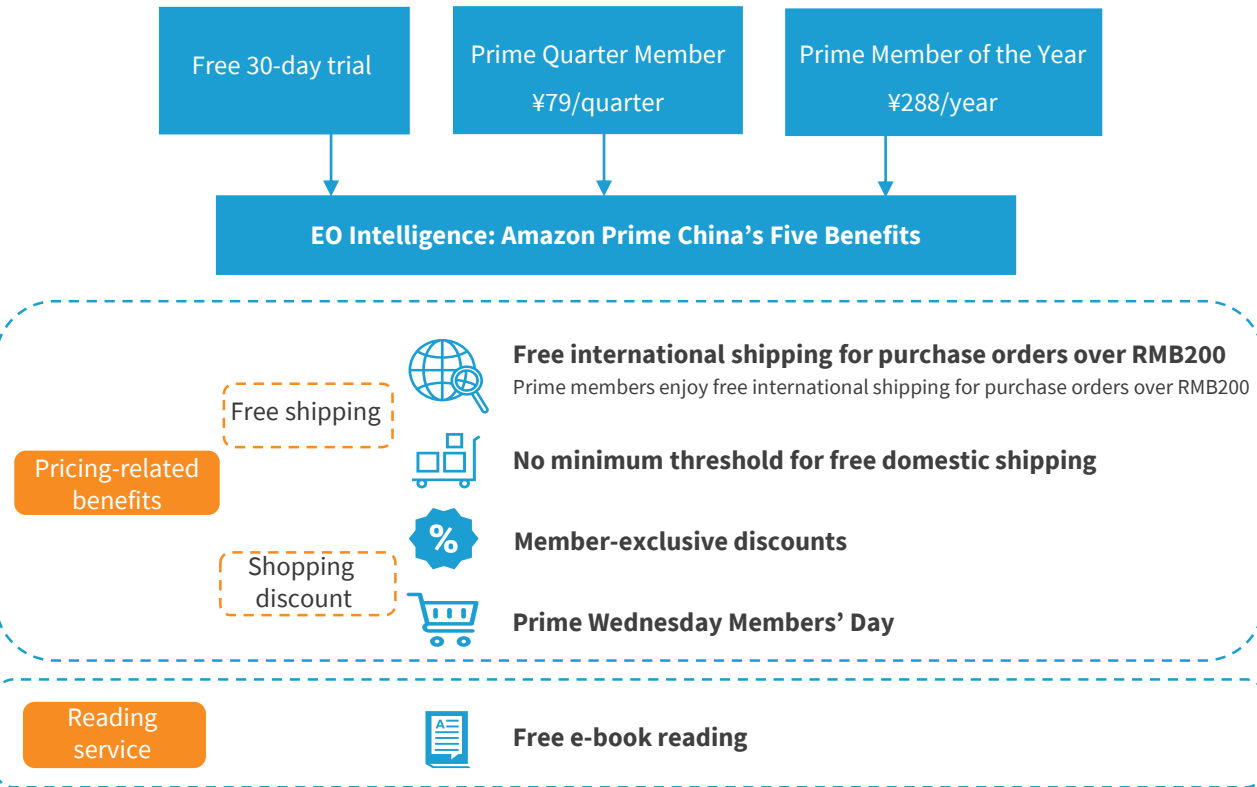 Free 30-day trial
Prime Quarter Member
¥79/quarter
Prime Member of the Year
¥288/year
EO Intelligence: Amazon Prime China’s Five Benefits
Pricing-related
benefits
Free shipping
Free international shipping for purchase orders over RMB200
Prime members enjoy free international shipping for purchase orders over RMB200
No minimum threshold for free domestic shipping
Shopping
discount
%
Member-exclusive discounts
Prime Wednesday Members’ Day
Reading
service
A
Free e-book reading